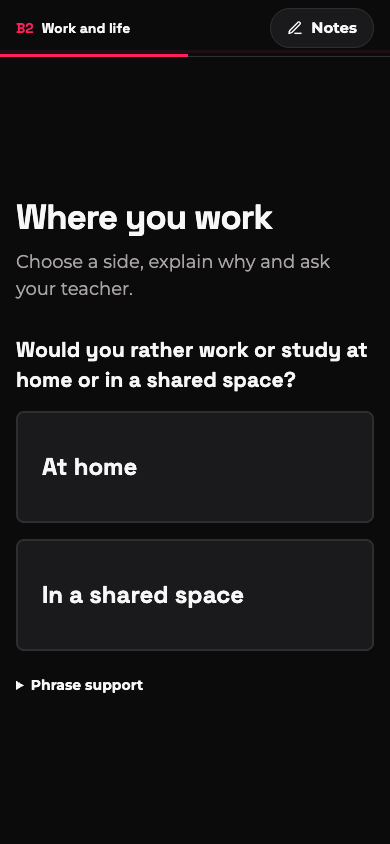 B2 Work and life
Notes
Where you work
Choose a side, explain why and ask
your teacher.
Would you rather work or study at
home or in a shared space?
At home
In a shared space
Phrase support